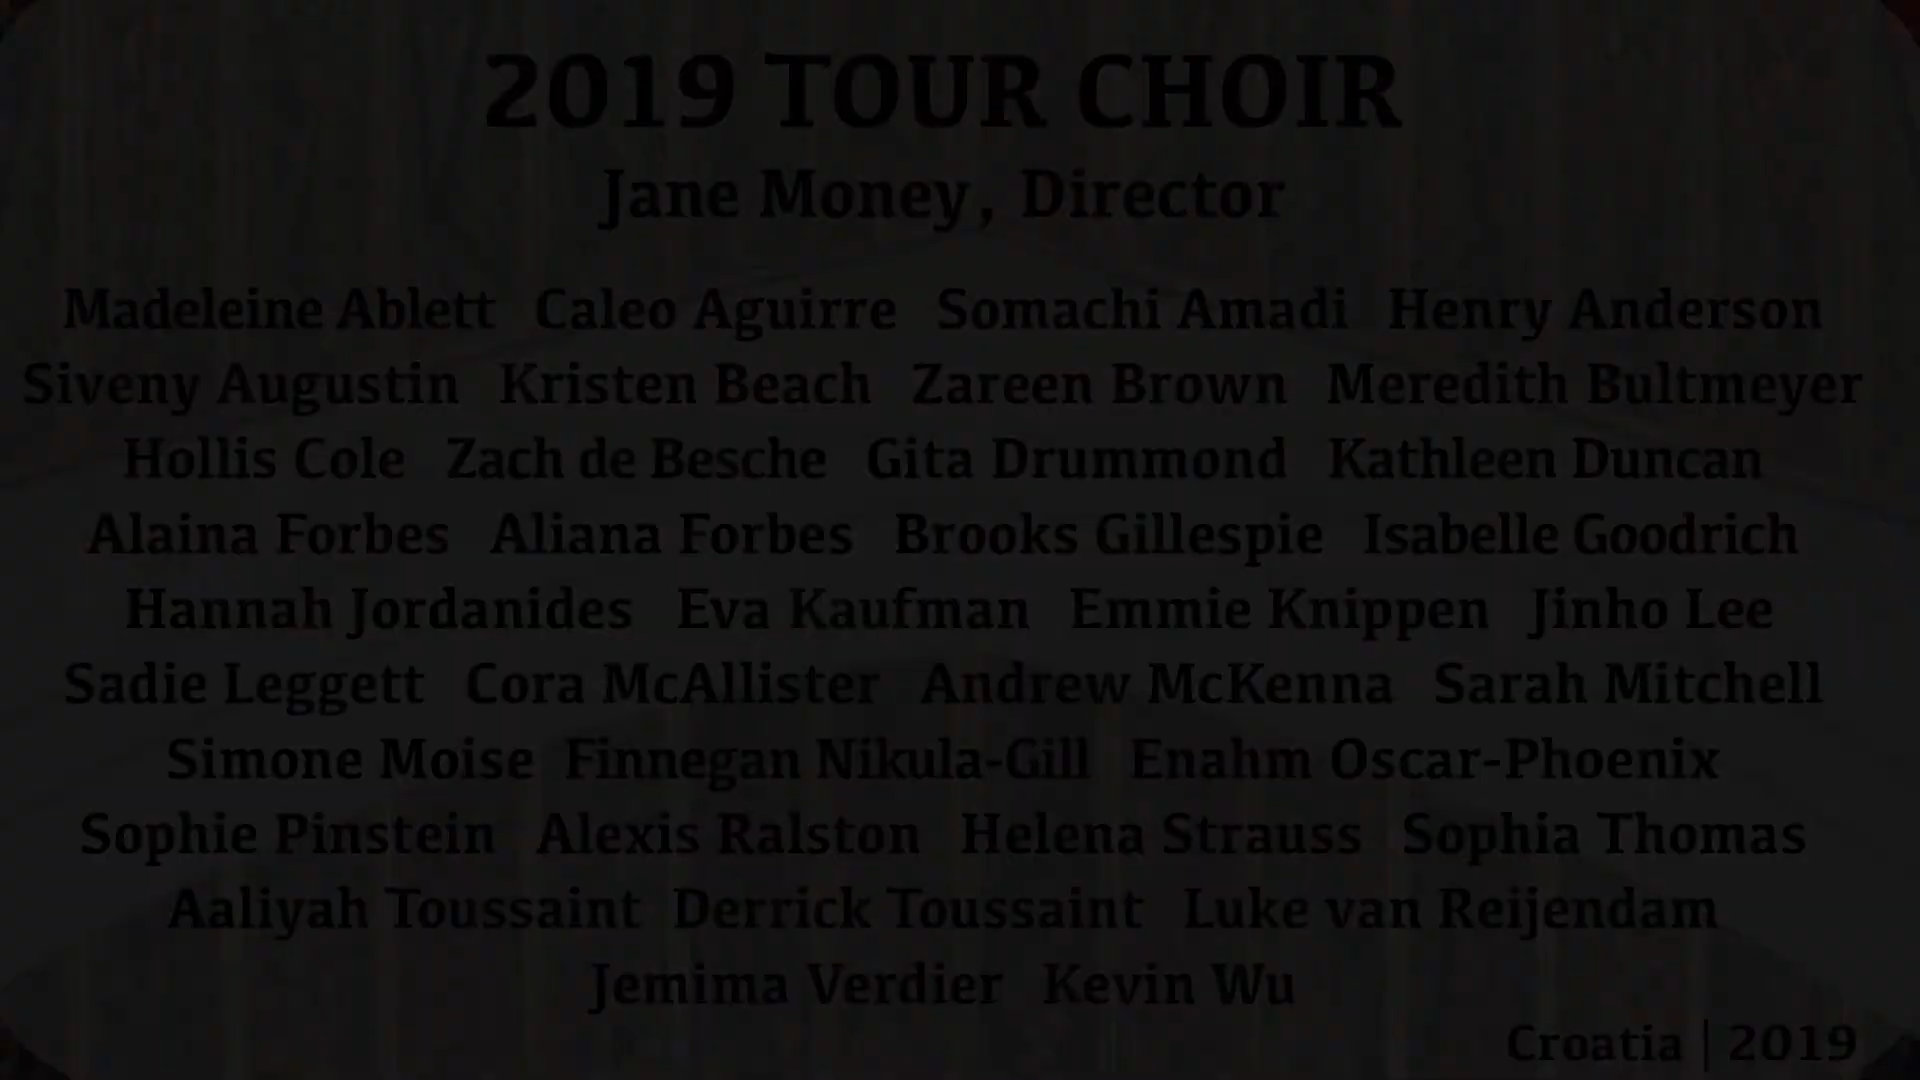 2019 TOUR CHOIR
Jane Money, Director
Madeleine Ablett Caleo Aguirre Somachi Amadi Henry Anderson
Siveny Augustin Kristen Beach Zareen Brown Meredith Bultmeyer
Hollis Cole Zach de Besche Gita Drummond Kathleen Duncan
Alaina Forbes Aliana Forbes Brooks Gillespie Isabelle Goodrich
Hannah Jordanides Eva Kaufman Emmie Knippen Jinho Lee
Sadie Leggett Cora McAllister Andrew McKenna Sarah Mitchell
Simone Moise Finnegan Nikula-Gill Enahm Oscar-Phoenix
Sophie Pinstein Alexis Ralston Helena Strauss Sophia Thomas
Aaliyah Toussaint Derrick Toussaint Luke van Reijendam
Jemima Verdier Kevin Wu
Croatia | 2019